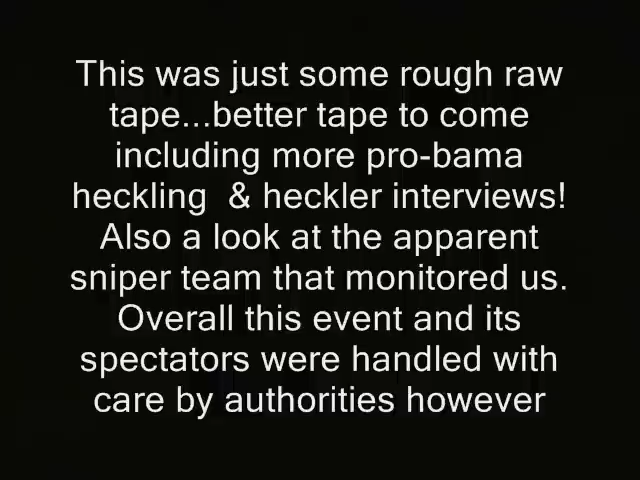 This was just some rough raw
tape...better tape to come
including more pro-bama
heckling  & heckler interviews!
Also a look at the apparent
sniper team that monitored us.
Overall this event and its
spectators were handled with
care by authorities however